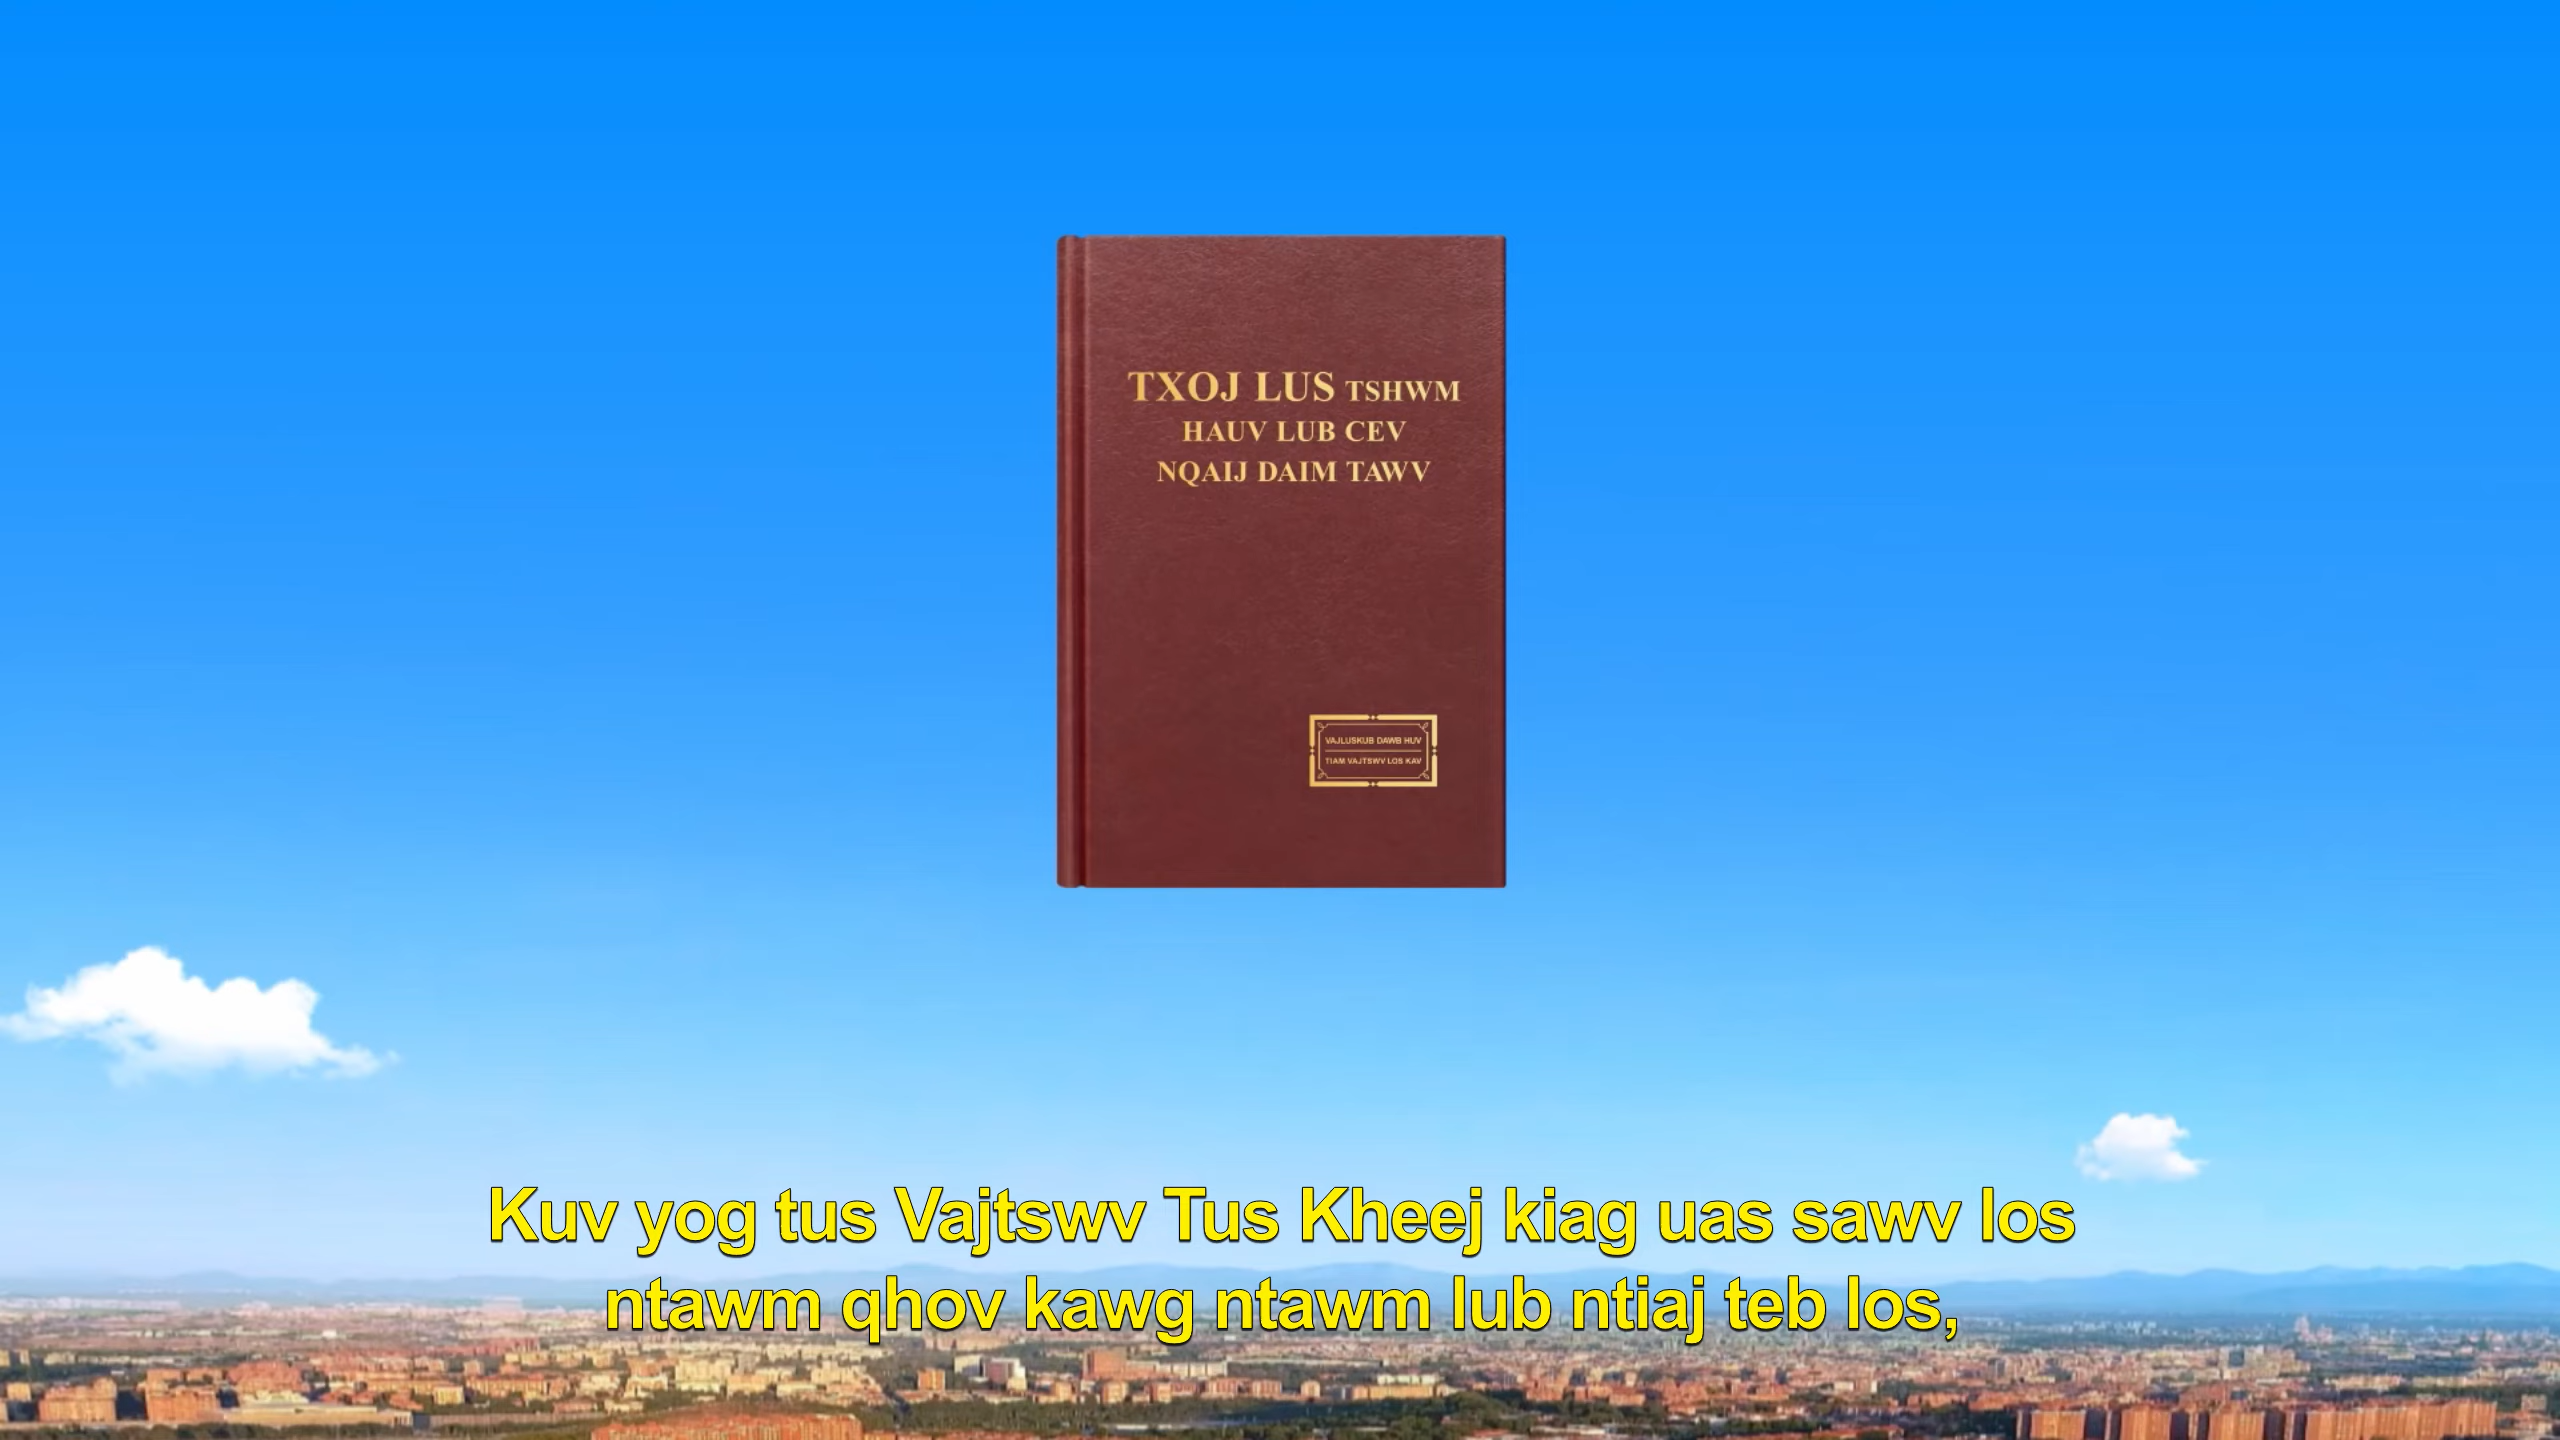 TXOJ LUS TSHWM
HAUV LUB CEV
NQAIJ DAIM TAWV
VAJLUSKUB DAWB HUV
TIAM VAJTSWV LOS KAV
Kuv yog tus Vajtswv Tus Kheej kiag uas sawv los
ntawm qhov kawg ntawm lub ntiaj teb los,